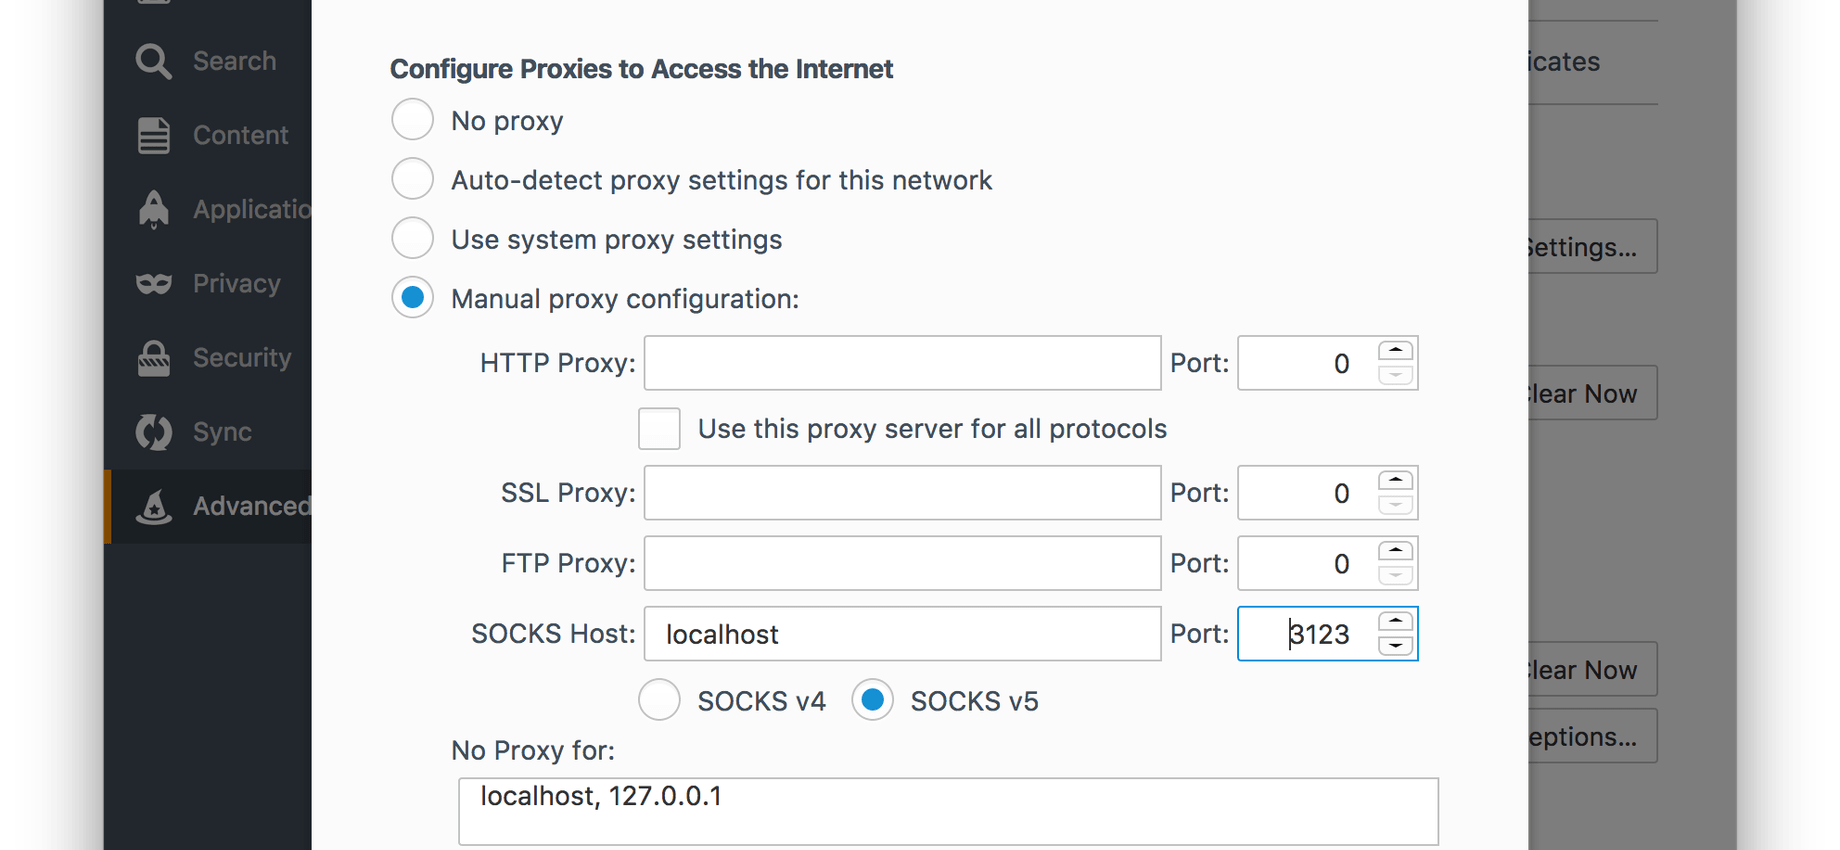 Search
Content
Applicatio
Privacy
Security
Sync
Advanced
Configure Proxies to Access the Internet
No proxy
Auto-detect proxy settings for this network
Use system proxy settings
Manual proxy configuration:
HTTP Proxy: Port: 0
Use this proxy server for all protocols
SSL Proxy: Port: 0
FTP Proxy: Port: 0
SOCKS Host: localhost Port: 3123
SOCKS v4 SOCKS v5
No Proxy for:
localhost, 127.0.0.1
icates
Settings...
Clear Now
Clear Now
eptions...